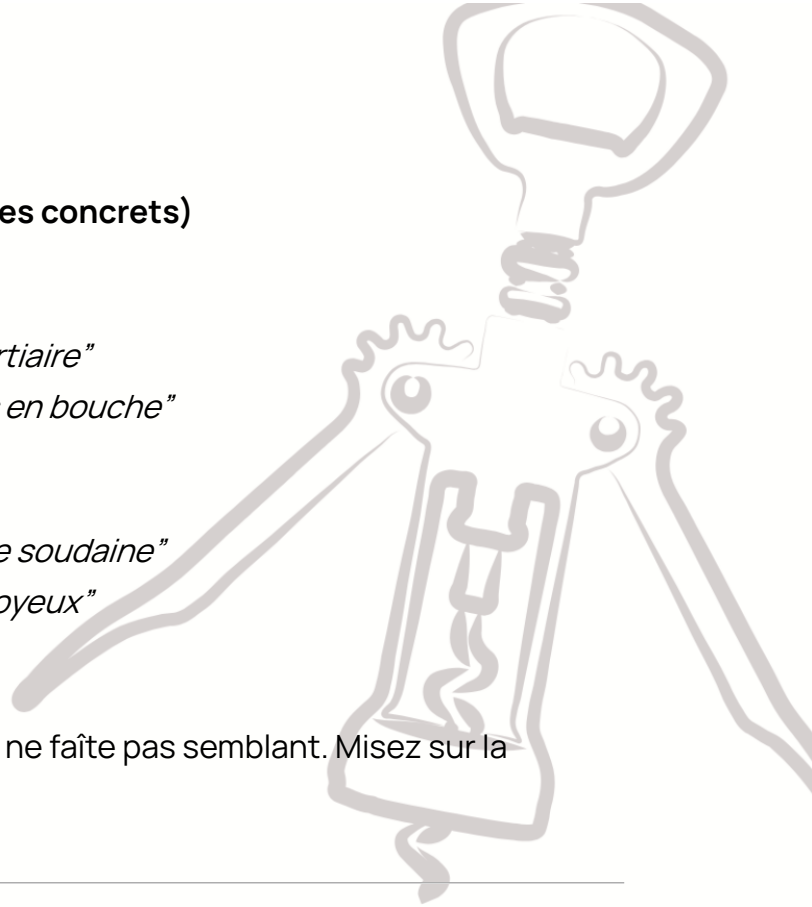 es concrets)
rtiaire”
en bouche”
e soudaine”
oyeux”
ne faîte pas semblant. Misez sur la